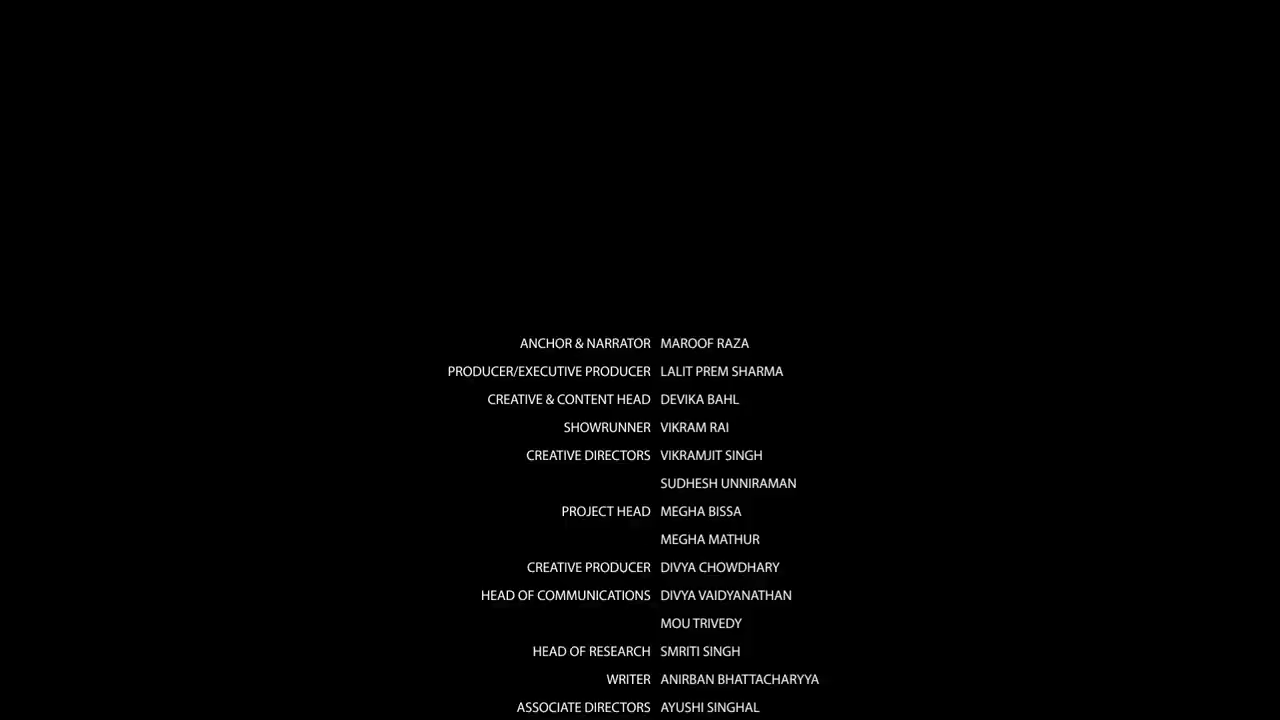 ANCHOR & NARRATOR MAROOF RAZA
PRODUCER/EXECUTIVE PRODUCER LALIT PREM SHARMA
CREATIVE & CONTENT HEAD DEVIKA BAHL
SHOWRUNNER VIKRAM RAI
CREATIVE DIRECTORS VIKRAMJIT SINGH
SUDHESH UNNIRAMAN
PROJECT HEAD MEGHA BISSA
MEGHA MATHUR
CREATIVE PRODUCER DIVYA CHOWDHARY
HEAD OF COMMUNICATIONS DIVYA VAIDYANATHAN
MOU TRIVEDY
HEAD OF RESEARCH SMRITI SINGH
WRITER ANIRBAN BHATTACHARYYA
ASSOCIATE DIRECTORS AYUSHI SINGHAL